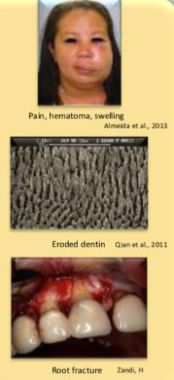 Pain, hematoma, swelling
Almeida et al., 2013
Eroded dentin Qian et al., 2011
Root fracture Zandi, H